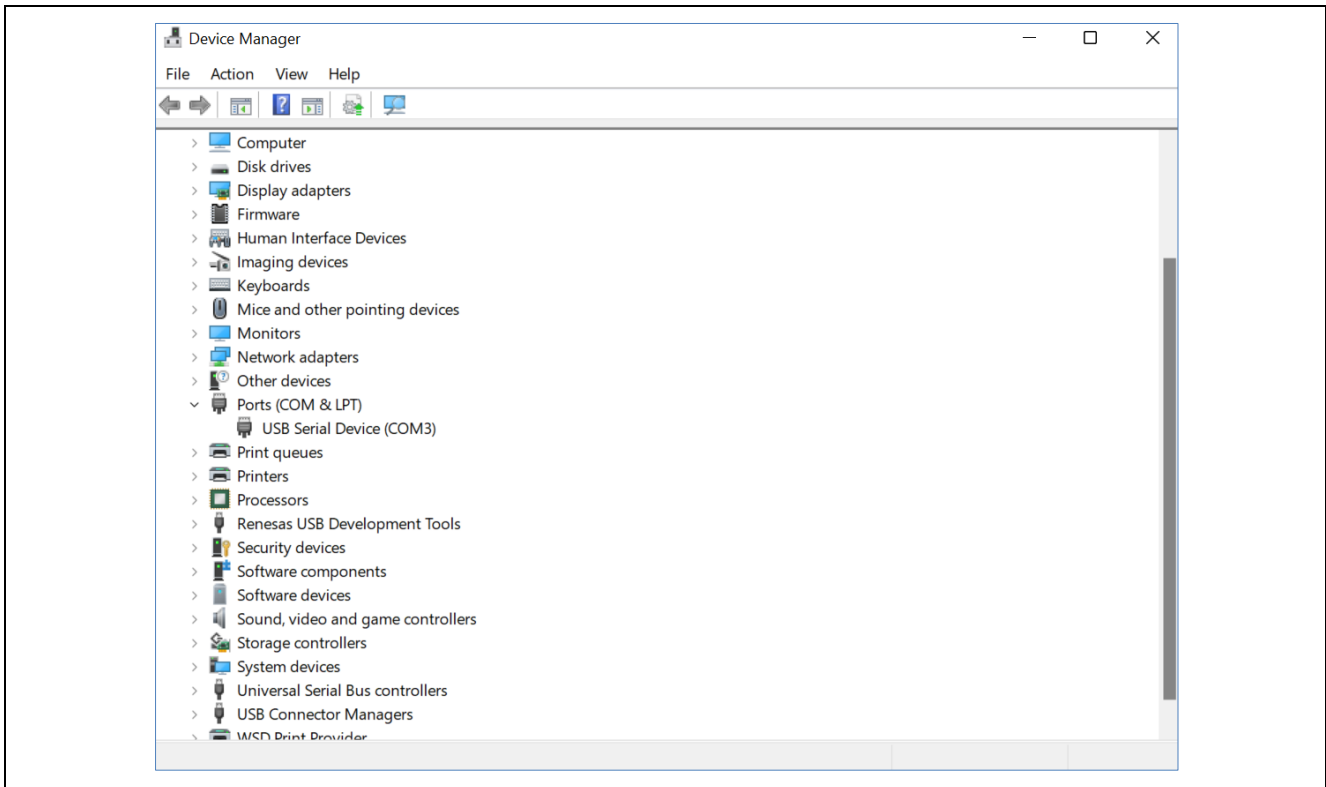 Device Manager
File Action View Help
Computer
Disk drives
Display adapters
Firmware
Human Interface Devices
Imaging devices
Keyboards
Mice and other pointing devices
Monitors
Network adapters
Other devices
Ports (COM & LPT)
USB Serial Device (COM3)
Print queues
Printers
Processors
Renesas USB Development Tools
Security devices
Software components
Software devices
Sound, video and game controllers
Storage controllers
System devices
Universal Serial Bus controllers
USB Connector Managers
WSD Print Provider